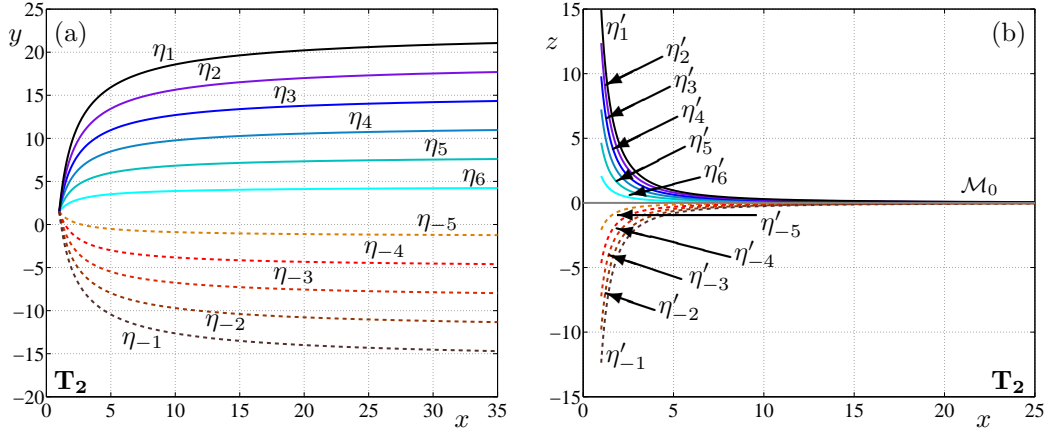 (a)
y
25
20
15
10
5
0
−5
−10
−15
−20
η₁
η₂
η₃
η₄
η₅
η₆
η₋₅
η₋₄
η₋₃
η₋₂
η₋₁
T₂
0 5 10 15 20 25 30 35
x
(b)
z
15
10
5
0
−5
−10
−15
η′₁
η′₂
η′₃
η′₄
η′₅
η′₆
M₀
η′₋₅
η′₋₄
η′₋₃
η′₋₂
η′₋₁
T₂
0 5 10 15 20 25
x